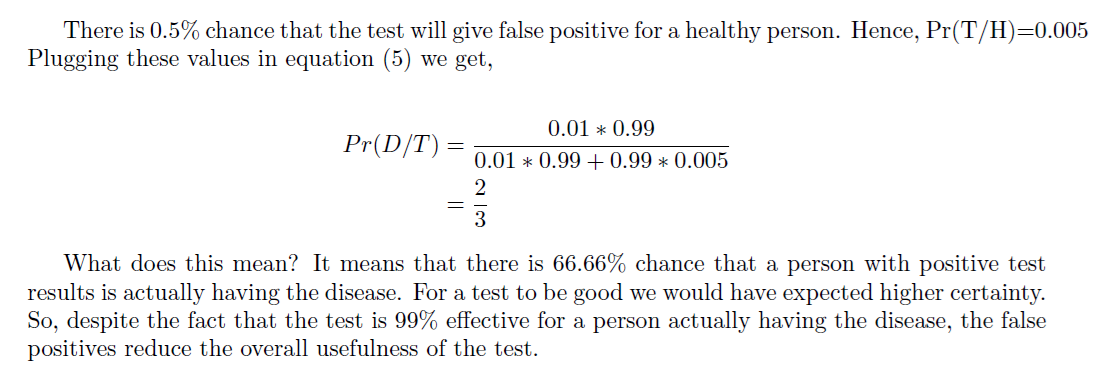 There is 0.5% chance that the test will give false positive for a healthy person. Hence, Pr(T/H)=0.005
Plugging these values in equation (5) we get,
Pr(D/T) = \frac{0.01 * 0.99}{0.01 * 0.99 + 0.99 * 0.005}
= \frac{2}{3}
What does this mean? It means that there is 66.66% chance that a person with positive test
results is actually having the disease. For a test to be good we would have expected higher certainty.
So, despite the fact that the test is 99% effective for a person actually having the disease, the false
positives reduce the overall usefulness of the test.